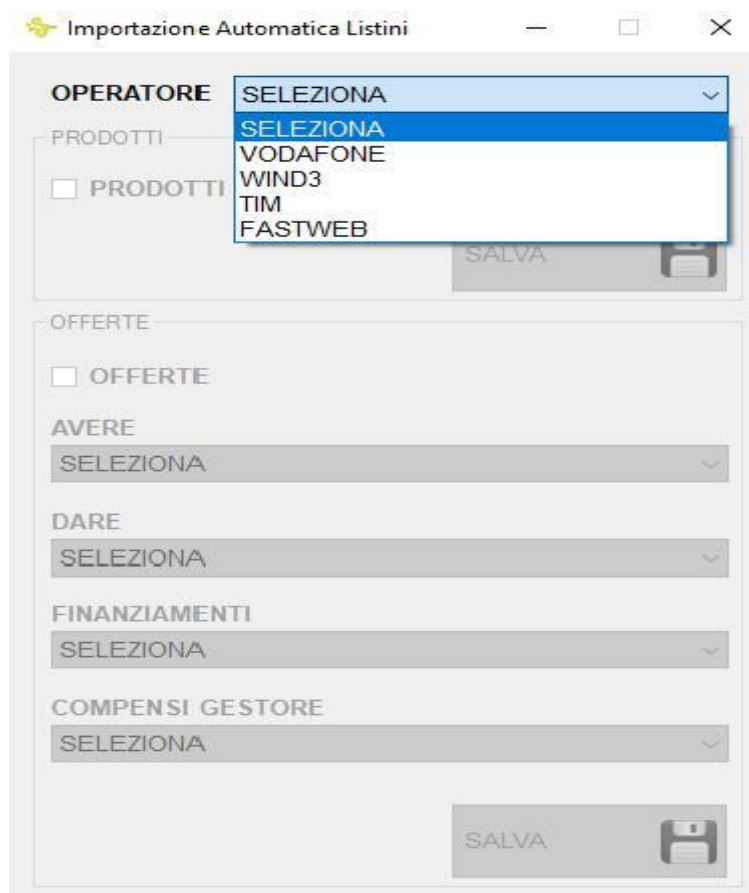 Importazione Automatica Listini
OPERATORE SELEZIONA
SELEZIONA
VODAFONE
WIND3
TIM
FASTWEB
PRODOTTI
PRODOTTI
SALVA
OFFERTE
OFFERTE
AVERE
SELEZIONA
DARE
SELEZIONA
FINANZIAMENTI
SELEZIONA
COMPENSI GESTORE
SELEZIONA
SALVA